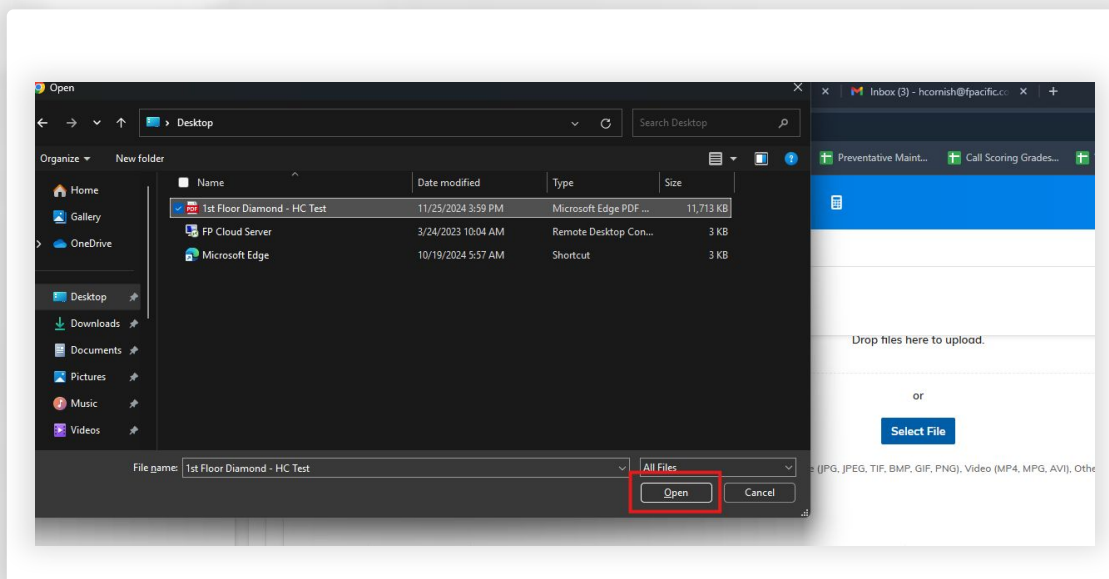 Open
Inbox (3) - hcornish@fpacific.co
Desktop
Search Desktop
Organize
New folder
Preventative Maint...
Call Scoring Grades...
Home
Gallery
OneDrive
Desktop
Downloads
Documents
Pictures
Music
Videos
Name Date modified Type Size
1st Floor Diamond - HC Test 11/25/2024 3:59 PM Microsoft Edge PDF ... 11,713 KB
FP Cloud Server 3/24/2023 10:04 AM Remote Desktop Con... 3 KB
Microsoft Edge 10/19/2024 5:57 AM Shortcut 3 KB
File name: 1st Floor Diamond - HC Test
All Files
Open Cancel
Drop files here to upload.
or
Select File
(JPG, JPEG, TIF, BMP, GIF, PNG), Video (MP4, MPG, AVI), Othe